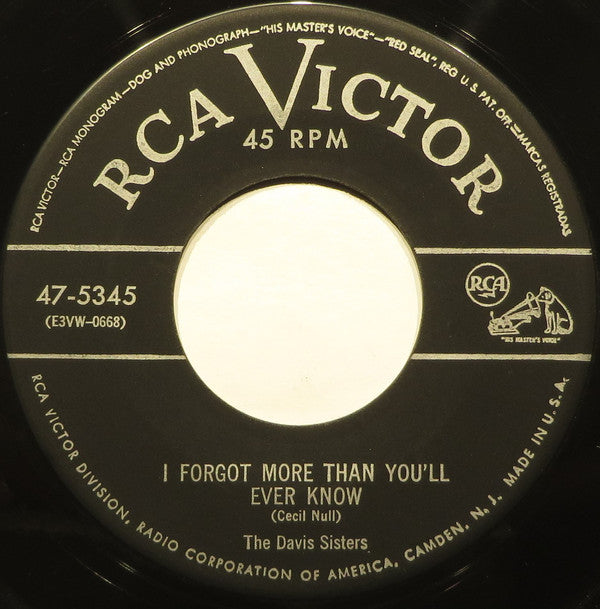 RCA VICTOR—RCA MONOGRAM—DOG AND PHONOGRAPH—"HIS MASTER'S VOICE"—"RED SEAL", REG U.S. PAT. OFF.—MARCAS REGISTRADAS
RCA VICTOR
45 RPM
47-5345
(E3VW-0668)
RCA
"HIS MASTER'S VOICE"
I FORGOT MORE THAN YOU'LL
EVER KNOW
(Cecil Null)
The Davis Sisters
RCA VICTOR DIVISION, RADIO CORPORATION OF AMERICA, CAMDEN, N. J. MADE IN U. S. A.